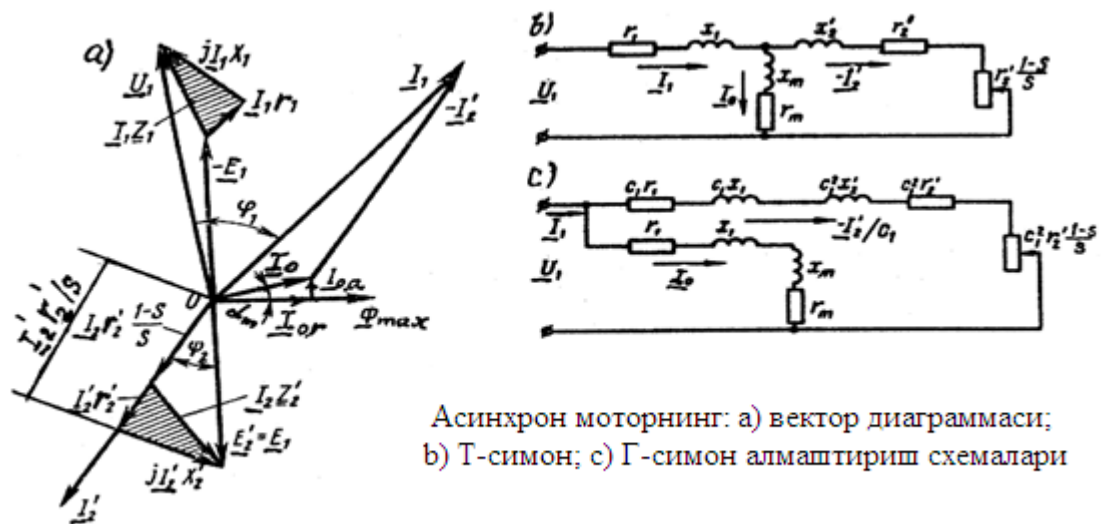 a)
jI₁X₁
U₁
I₁r₁
I₁Z₁
-E₁
φ₁
I₁
-I₂'
I₀
I₀,a
0
αₘ
I₀,r
Φmax
I₂'r₂'/s
I₂'r₂' 1-s/s
φ₂
I₂'r₂'
I₂Z₂'
E₂'=E₁
jI₂'X₂'
I₂'
b)
r₁ x₁ x₂' r₂'
I₁ -I₂'
U₁ I₀ xₘ r₂' 1-s/s
rₘ
c)
c₁r₁ c₁x₁ c₁²x₂' c₁²r₂'
I₁ r₁ x₁ -I₂'/c₁
U₁ I₀ xₘ c₁²r₂' 1-s/s
rₘ
Асинхрон моторнинг: а) вектор диаграммаси;
b) Т-симон; c) Г-симон алмаштириш схемалари